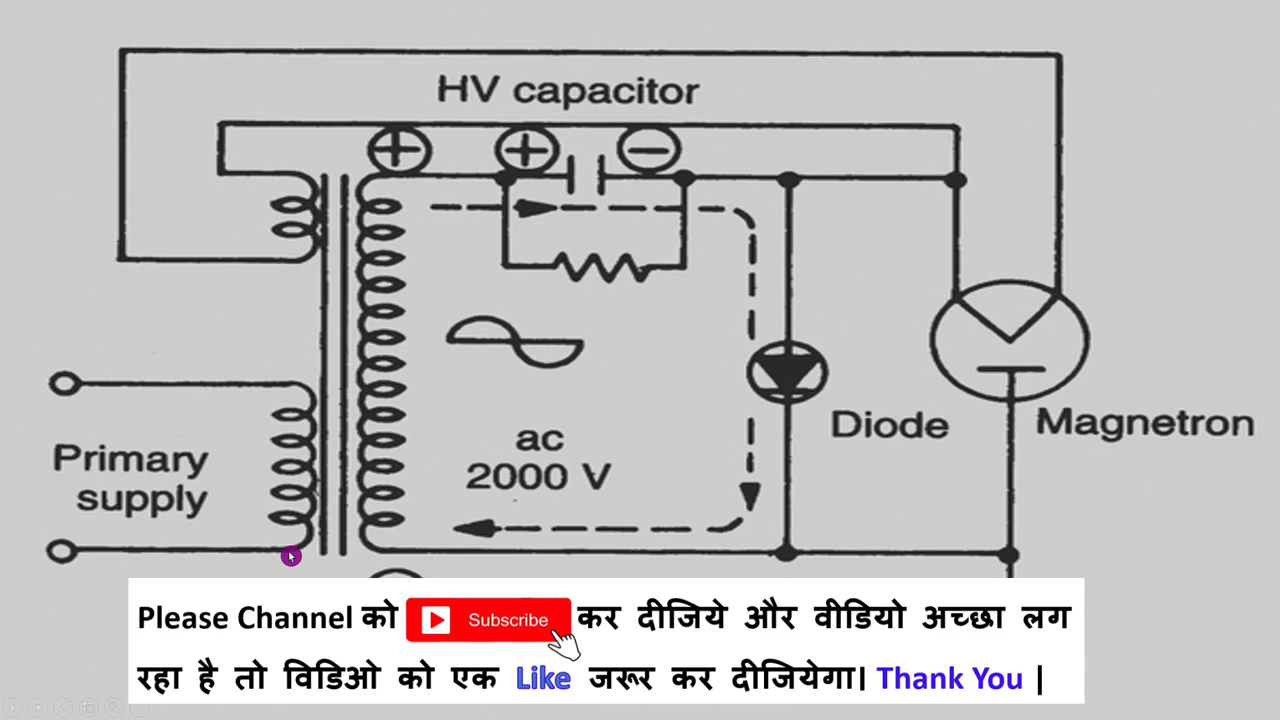 HV capacitor
ac
2000 V
Diode
Magnetron
Primary
supply
Please Channel को Subscribe कर दीजिये और वीडियो अच्छा लग
रहा है तो विडिओ को एक Like जरूर कर दीजियेगा। Thank You |